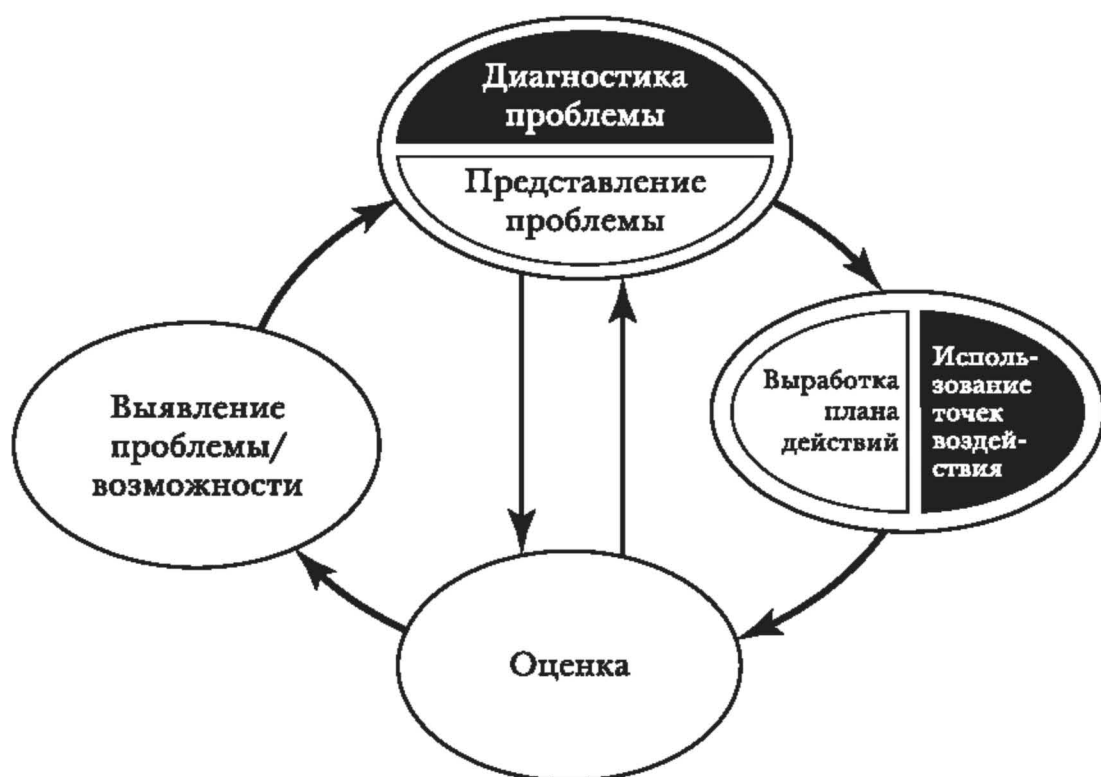 Диагностика
проблемы
Представление
проблемы
Выработка
плана
действий
Исполь-
зование
точек
воздей-
ствия
Выявление
проблемы/
возможности
Оценка